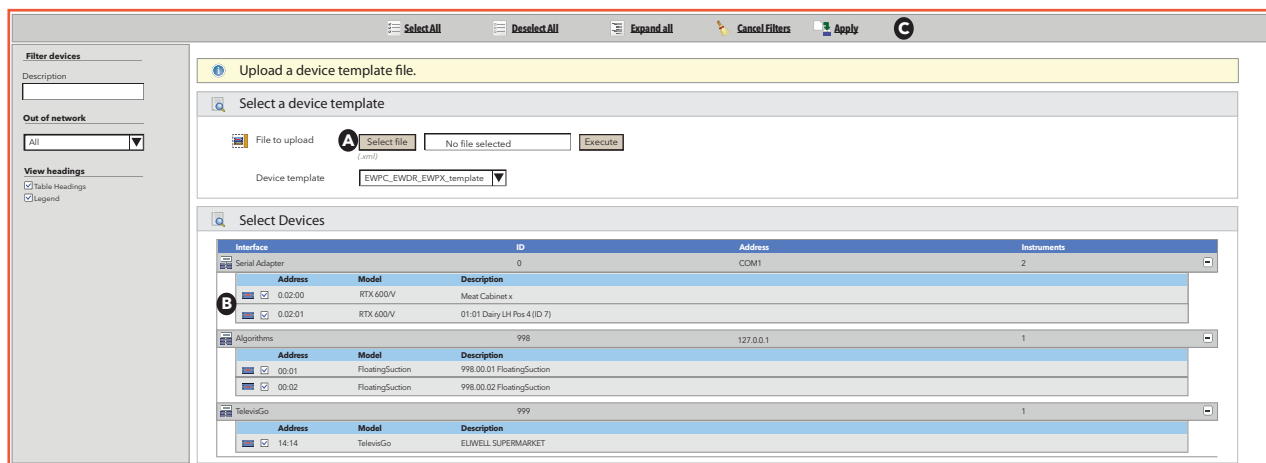 Select All Deselect All Expand all Cancel Filters Apply C
Filter devices
Description
Out of network
All
View headings
Table Headings
Legend
Upload a device template file.
Select a device template
File to upload A Select file No file selected Execute
(.xml)
Device template EWPC_EWDR_EWPX_template
Select Devices
Interface ID Address Instruments
Serial Adapter 0 COM1 2
Address Model Description
B 0.02:00 RTX 600/V Meat Cabinet x
0.02:01 RTX 600/V 01:01 Dairy LH Pos 4 (ID 7)
Algorithms 998 127.0.0.1 1
Address Model Description
00:01 FloatingSuction 998.00.01 FloatingSuction
00:02 FloatingSuction 998.00.02 FloatingSuction
TelevisGo 999 1
Address Model Description
14:14 TelevisGo ELIWELL SUPERMARKET